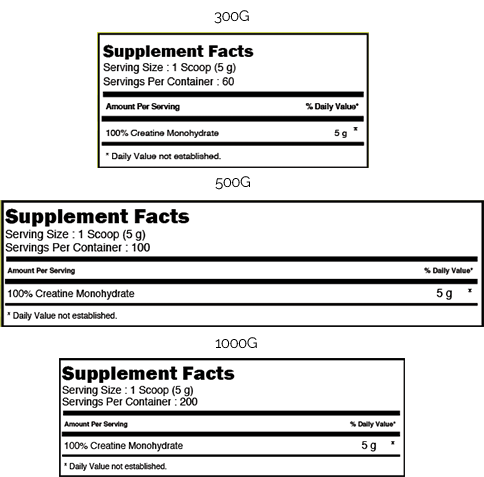 300G
Supplement Facts
Serving Size : 1 Scoop (5 g)
Servings Per Container : 60
Amount Per Serving % Daily Value*
100% Creatine Monohydrate 5 g *
* Daily Value not established.
500G
Supplement Facts
Serving Size : 1 Scoop (5 g)
Servings Per Container : 100
Amount Per Serving % Daily Value*
100% Creatine Monohydrate 5 g *
* Daily Value not established.
1000G
Supplement Facts
Serving Size : 1 Scoop (5 g)
Servings Per Container : 200
Amount Per Serving % Daily Value*
100% Creatine Monohydrate 5 g *
* Daily Value not established.